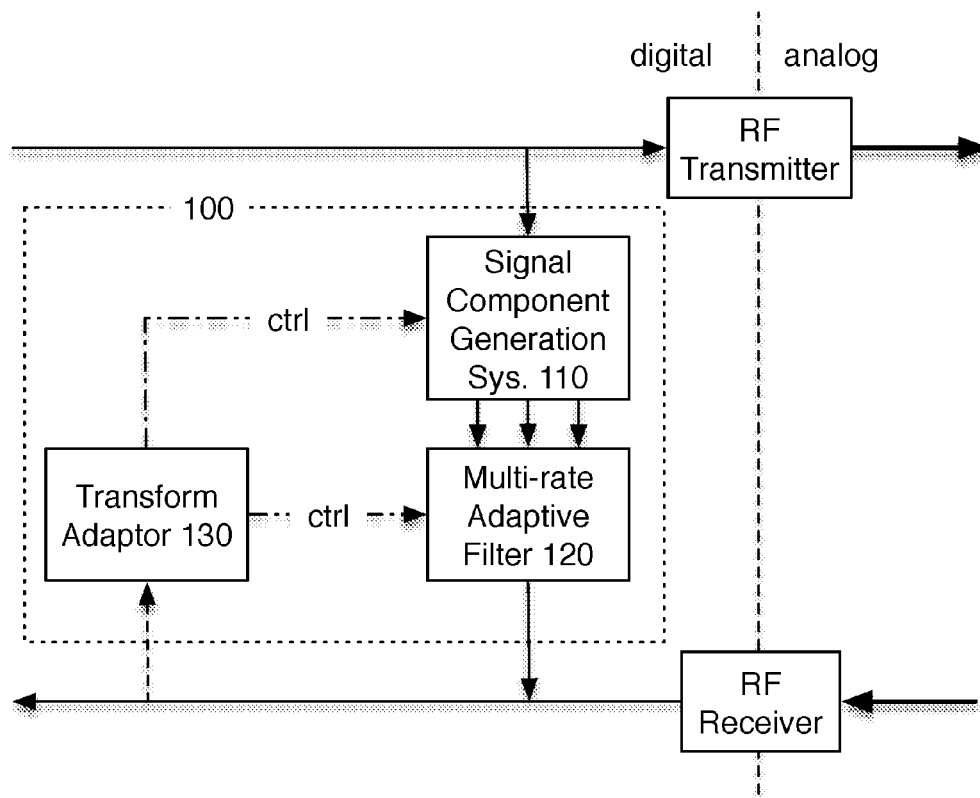 digital
analog
RF
Transmitter
100
Signal
Component
Generation
Sys. 110
ctrl
Transform
Adaptor 130
ctrl
Multi-rate
Adaptive
Filter 120
RF
Receiver